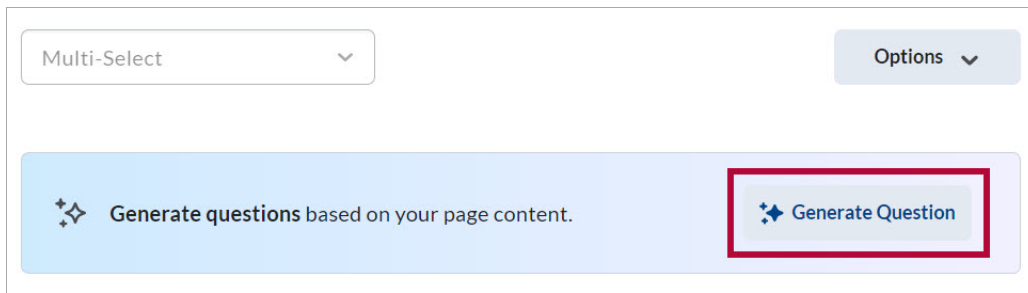 Multi-Select
Options
Generate questions based on your page content.
Generate Question